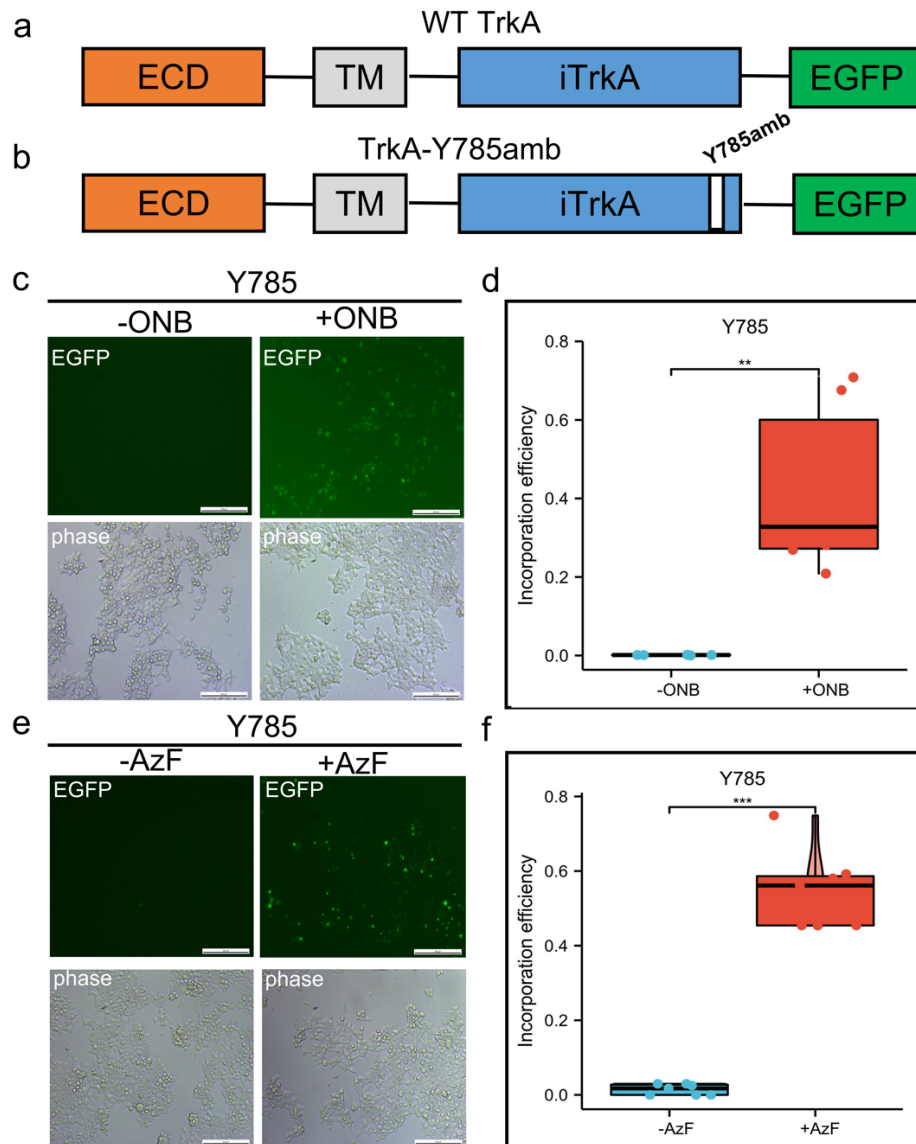 a
WT TrkA
ECD TM iTrkA EGFP
b
TrkA-Y785amb
Y785amb
ECD TM iTrkA EGFP
c
Y785
-ONB +ONB
EGFP EGFP
phase phase
d
Y785
**
0.8
0.6
0.4
0.2
0.0
Incorporation efficiency
-ONB +ONB
e
Y785
-AzF +AzF
EGFP EGFP
phase phase
f
Y785
***
0.8
0.6
0.4
0.2
0.0
Incorporation efficiency
-AzF +AzF